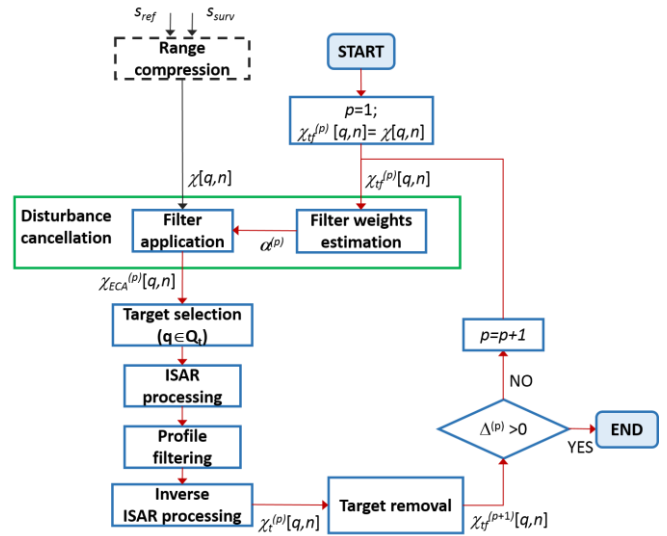 s_ref s_surv
Range
compression
START
p=1;
χ_tf^(p) [q,n]= χ[q,n]
χ[q,n]
χ_tf^(p)[q,n]
Disturbance
cancellation
Filter
application
α^(p)
Filter weights
estimation
χ_ECA^(p)[q,n]
Target selection
(q∈Q_t)
p=p+1
ISAR
processing
NO
Δ^(p) >0
END
YES
Profile
filtering
Inverse
ISAR processing
χ_t^(p)[q,n]
Target removal
χ_tf^(p+1)[q,n]